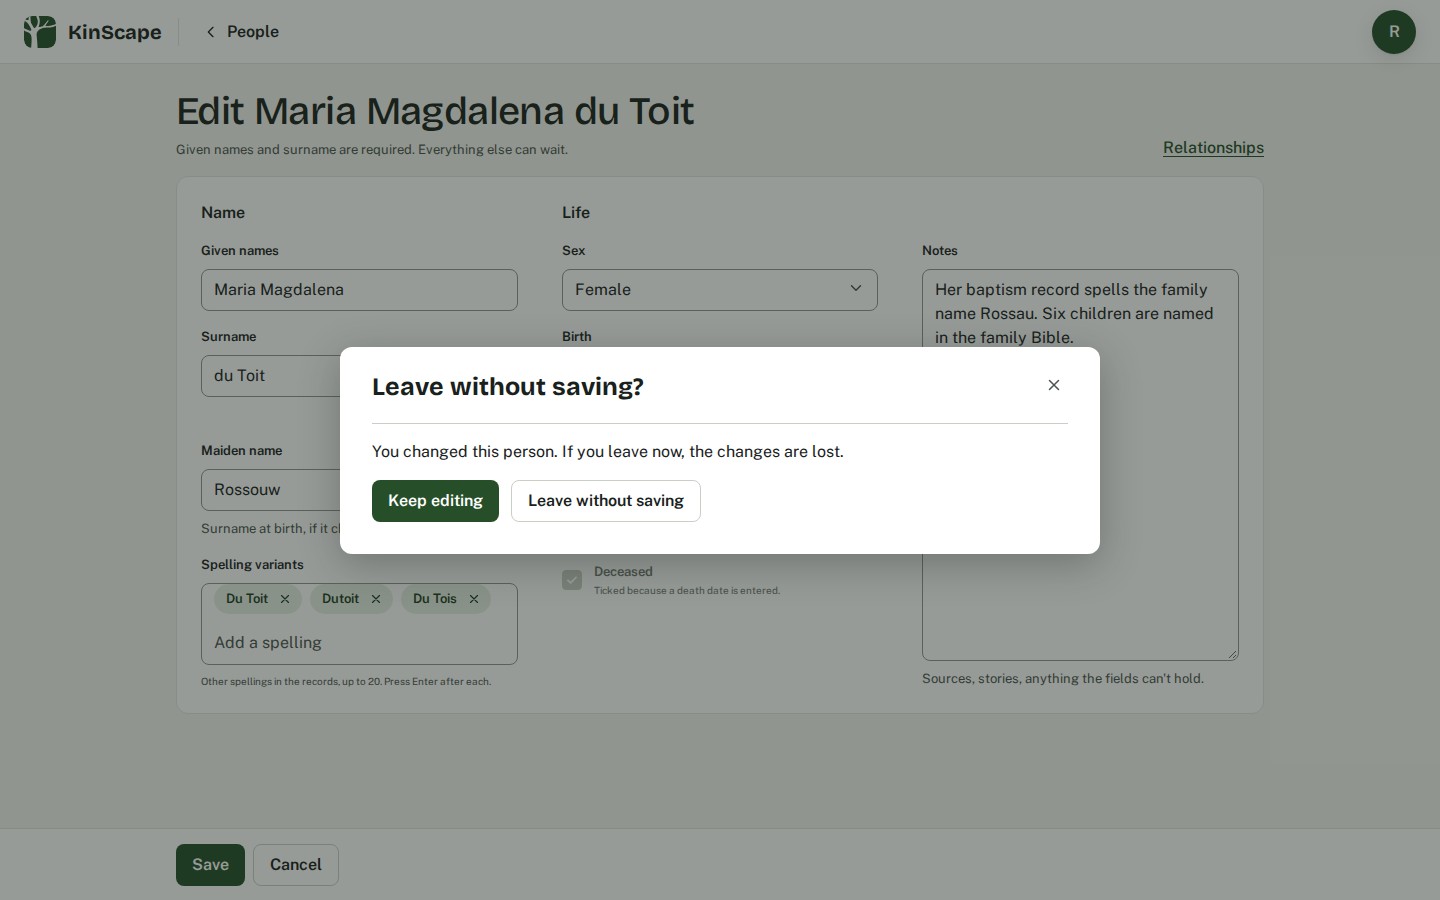 KinScape
People
R
Edit Maria Magdalena du Toit
Given names and surname are required. Everything else can wait.
Relationships
Name
Given names
Maria Magdalena
Surname
du Toit
Maiden name
Rossouw
Surname at birth, if it
Spelling variants
Du Toit
Dutoit
Du Tois
Add a spelling
Other spellings in the records, up to 20. Press Enter after each.
Life
Sex
Female
Birth
Deceased
Ticked because a death date is entered.
Notes
Her baptism record spells the family
name Rossau. Six children are named
in the family Bible.
Sources, stories, anything the fields can't hold.
Leave without saving?
You changed this person. If you leave now, the changes are lost.
Keep editing
Leave without saving
Save
Cancel